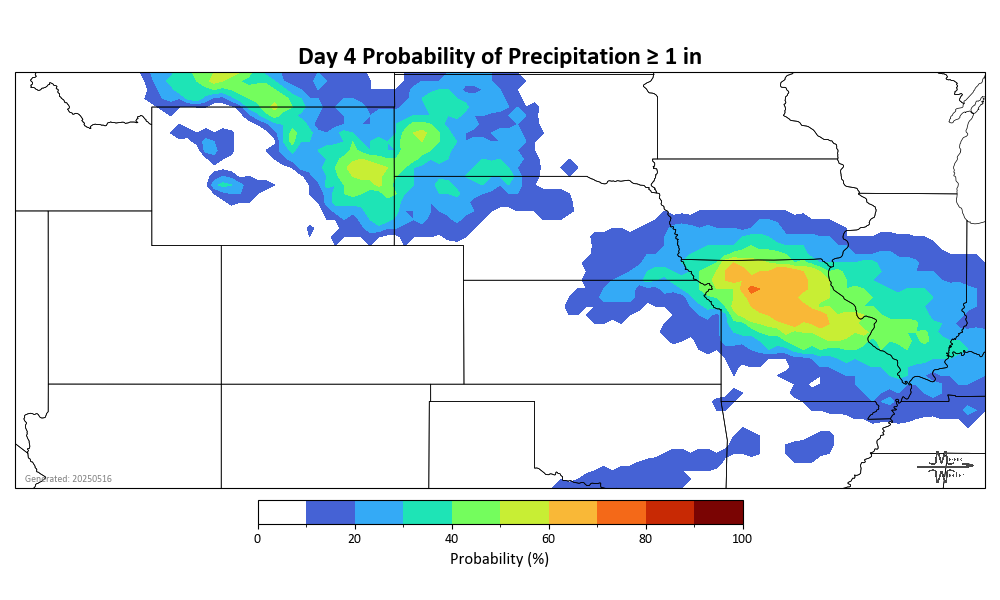 Day 4 Probability of Precipitation ≥ 1 in
Generated: 20250516
0 20 40 60 80 100
Probability (%)